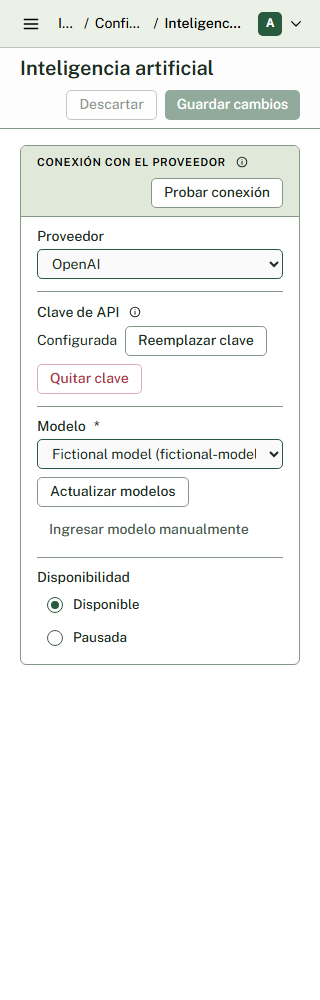 I... / Confi... / Inteligenc... A
Inteligencia artificial
Descartar Guardar cambios
CONEXIÓN CON EL PROVEEDOR
Probar conexión
Proveedor
OpenAI
Clave de API
Configurada Reemplazar clave
Quitar clave
Modelo *
Fictional model (fictional-model
Actualizar modelos
Ingresar modelo manualmente
Disponibilidad
Disponible
Pausada